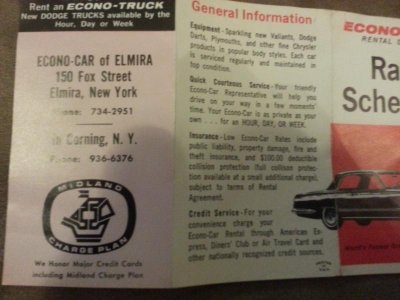 Rent an ECONO-TRUCK
New DODGE TRUCKS available by the
Hour, Day or Week
ECONO-CAR of ELMIRA
150 Fox Street
Elmira, New York
Phone: 734-2951
In Corning, N. Y.
Phone: 936-6376
MIDLAND
CHARGE PLAN
We Honor Major Credit Cards
including Midland Charge Plan
General Information
Equipment - Sparkling new Valiants, Dodge
Darts, Plymouths, and other fine Chrysler
products in popular body styles. Each car
is serviced regularly and maintained in
top condition.
Quick Courteous Service - Your friendly
Econo-Car Representative will help you
drive on your way in a few moments'
time. Your Econo-Car is as private as your
own . . . for an HOUR, DAY, OR WEEK.
Insurance - Low Econo-Car Rates include
public liability, property damage, fire and
theft insurance, and $100.00 deductible
collision protection (full collison protec-
tion available at a small additional charge),
subject to terms of Rental
Agreement.
Credit Service - For your
convenience charge your
Econo-Car Rental through American Ex-
press, Diners' Club or Air Travel Card and
other nationally recognized credit sources.
ECONO
RENTAL
Ra
Sche